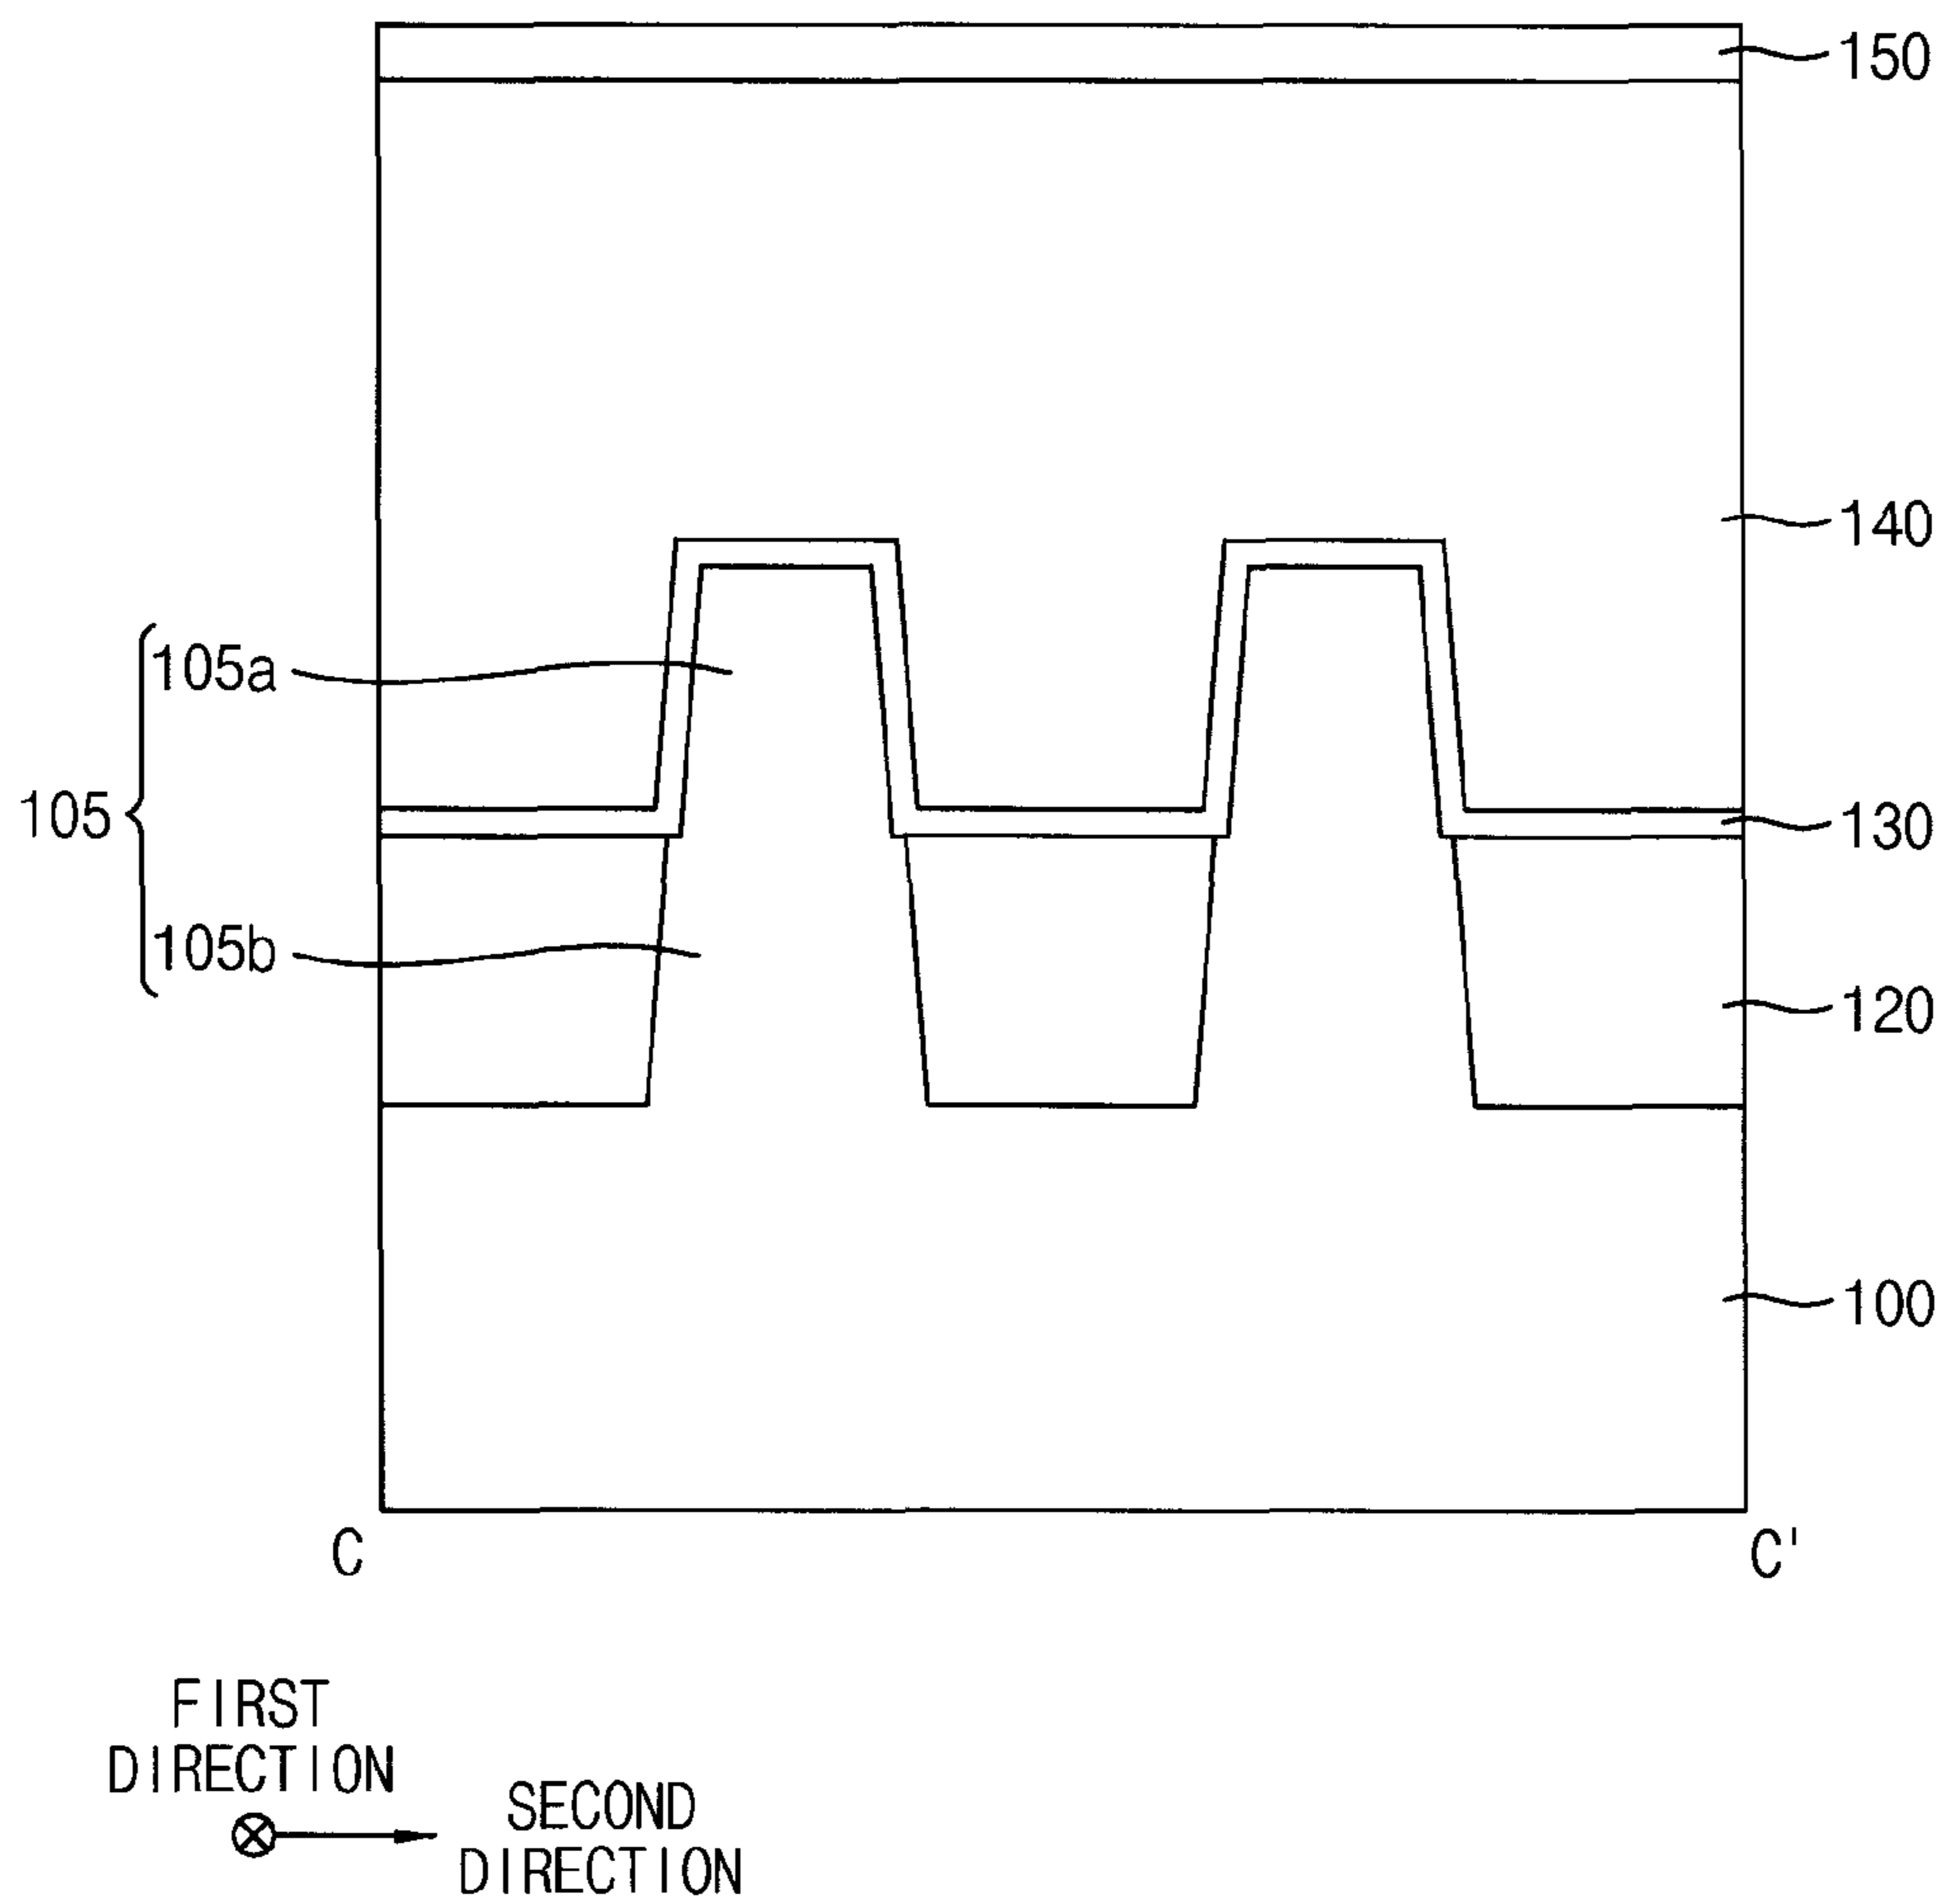 150
140
105a
105
130
105b
120
100
C
C'
FIRST
DIRECTION
SECOND
DIRECTION